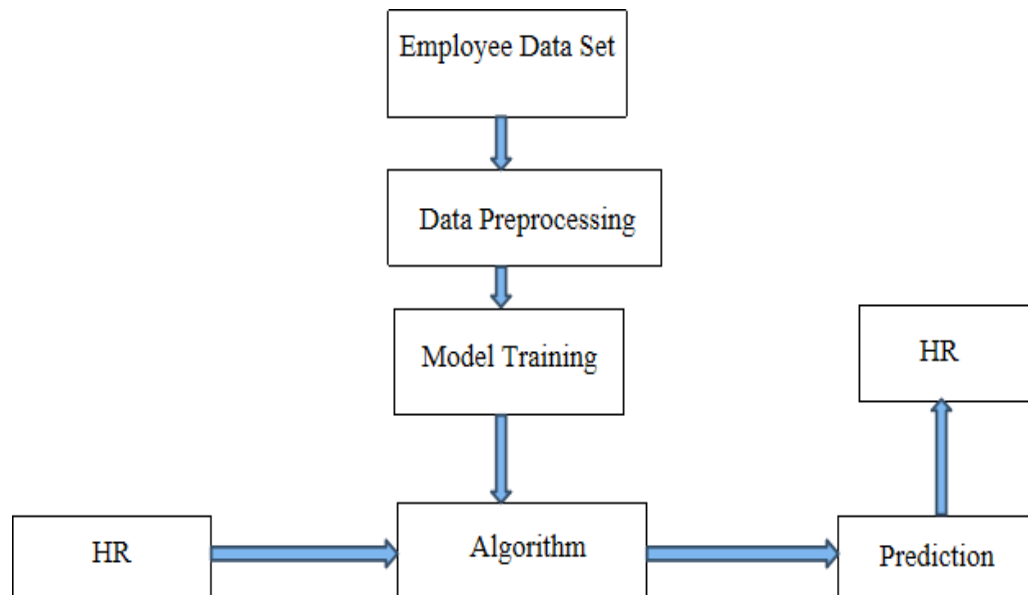 Employee Data Set
Data Preprocessing
Model Training
HR
HR
Algorithm
Prediction